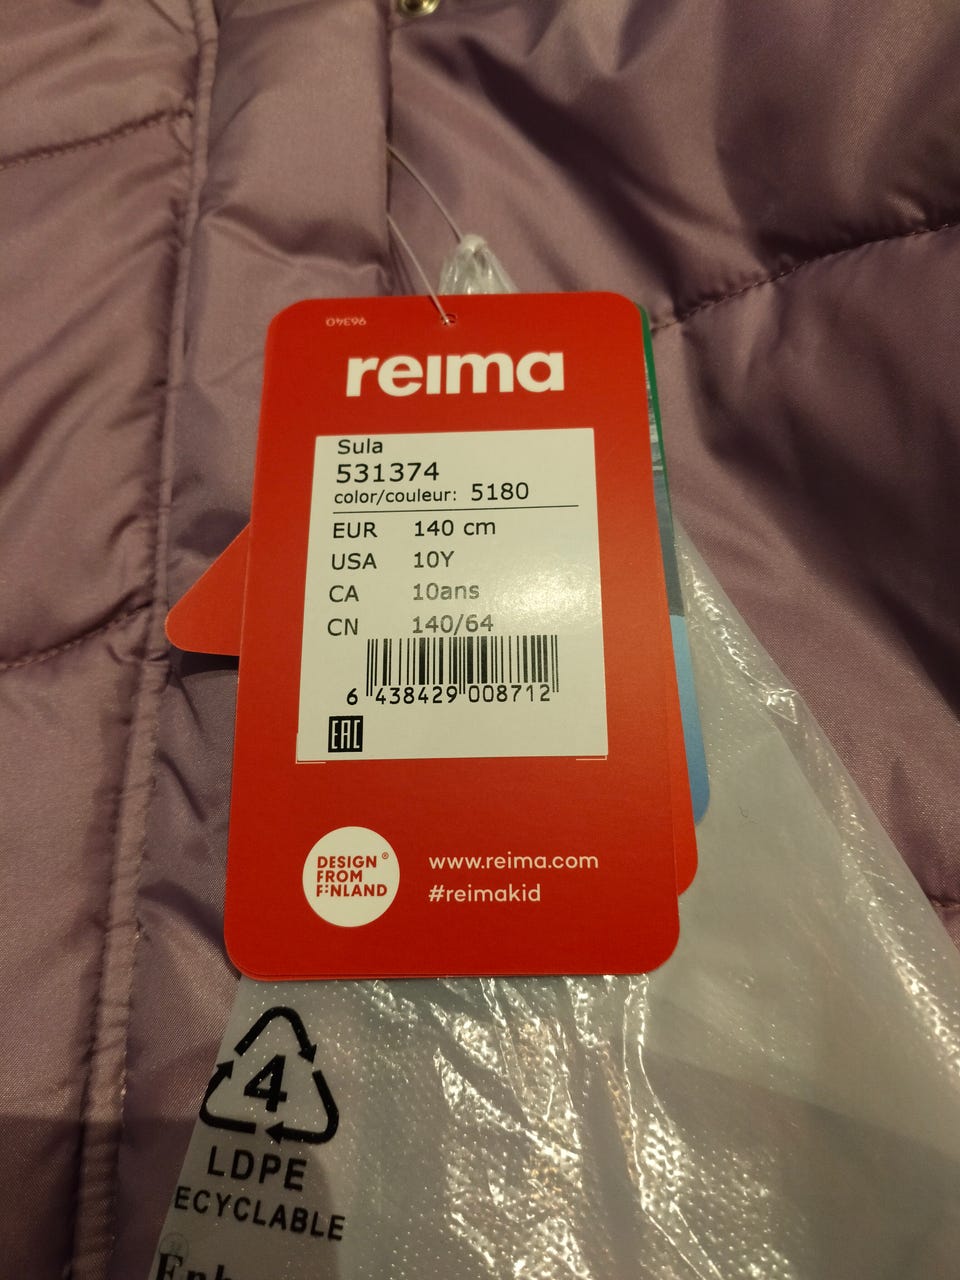 96340
reima
Sula
531374
color/couleur: 5180
EUR 140 cm
USA 10Y
CA 10ans
CN 140/64
6 438429 008712
EAC
DESIGN ®
FROM
FINLAND
www.reima.com
#reimakid
4
LDPE
ECYCLABLE